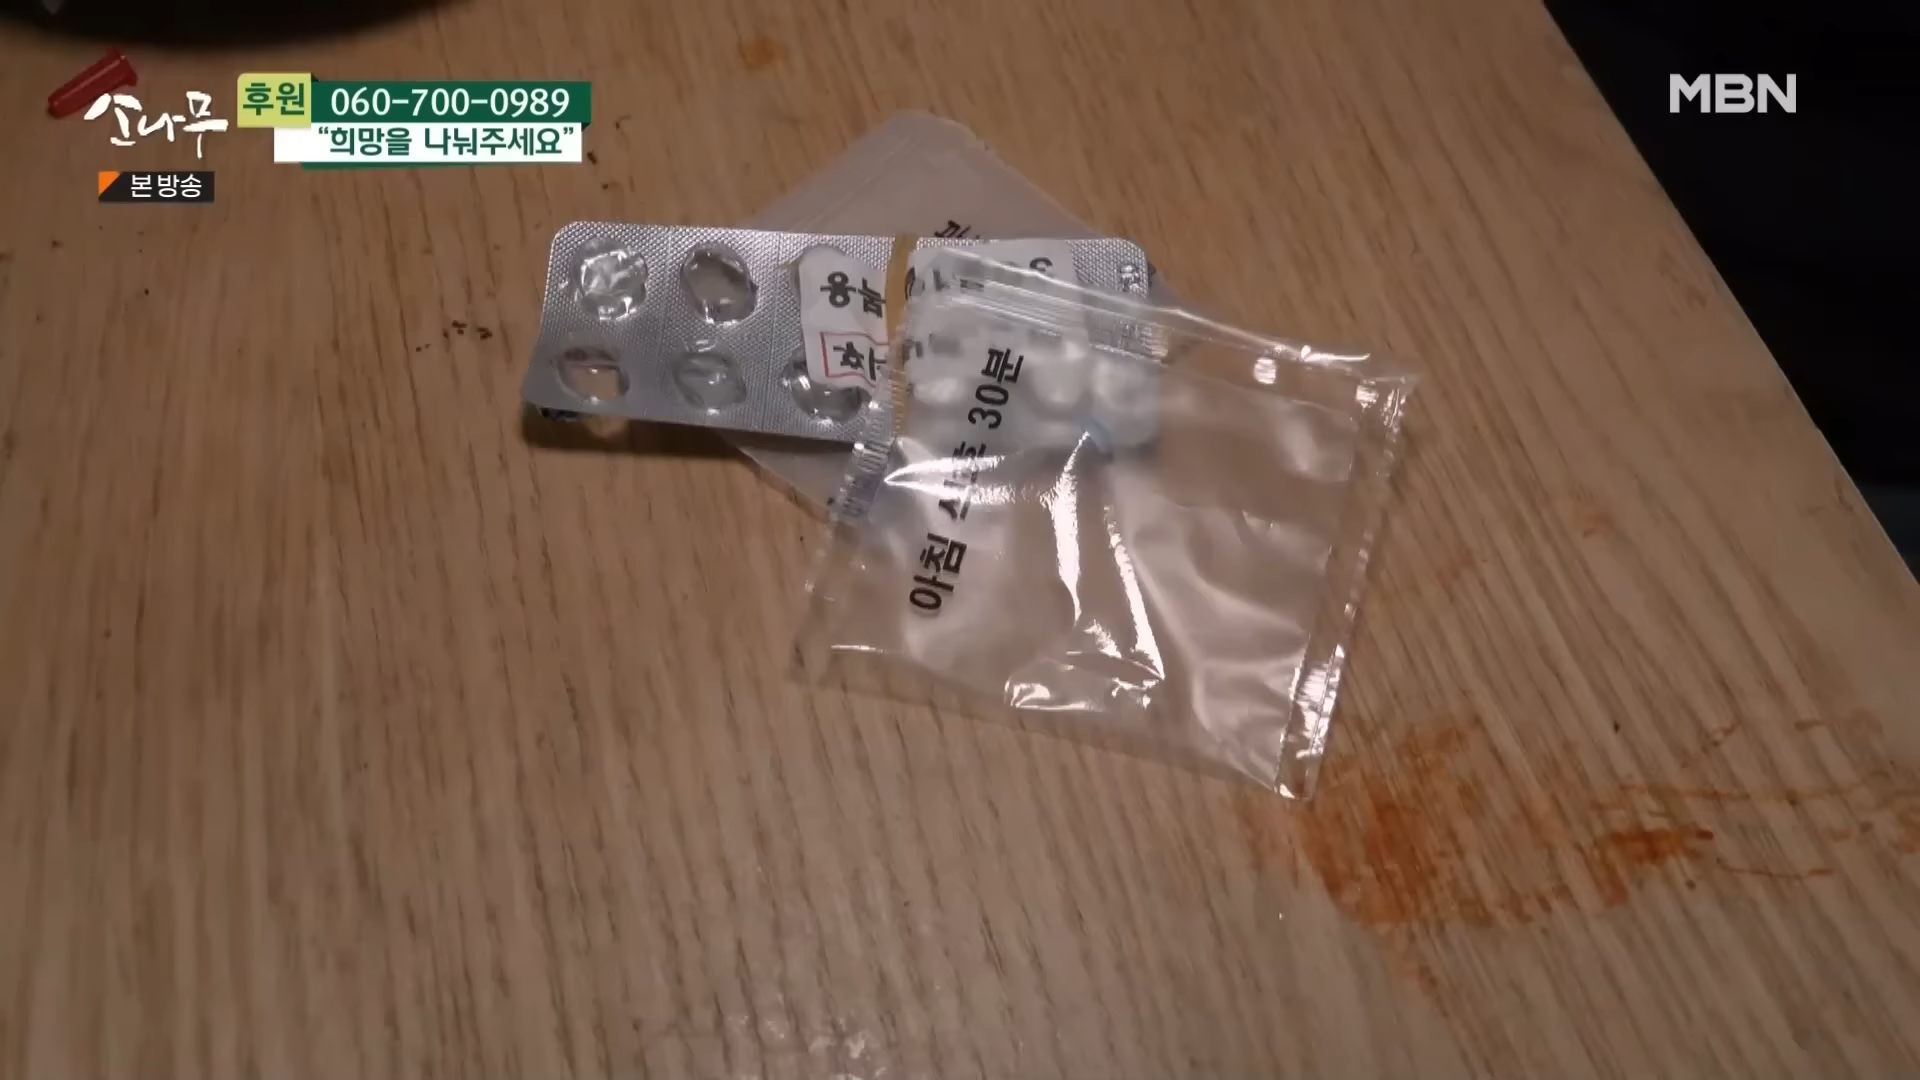 소나무
후원 060-700-0989
“희망을 나눠주세요”
본방송
MBN
아침 식후 30분